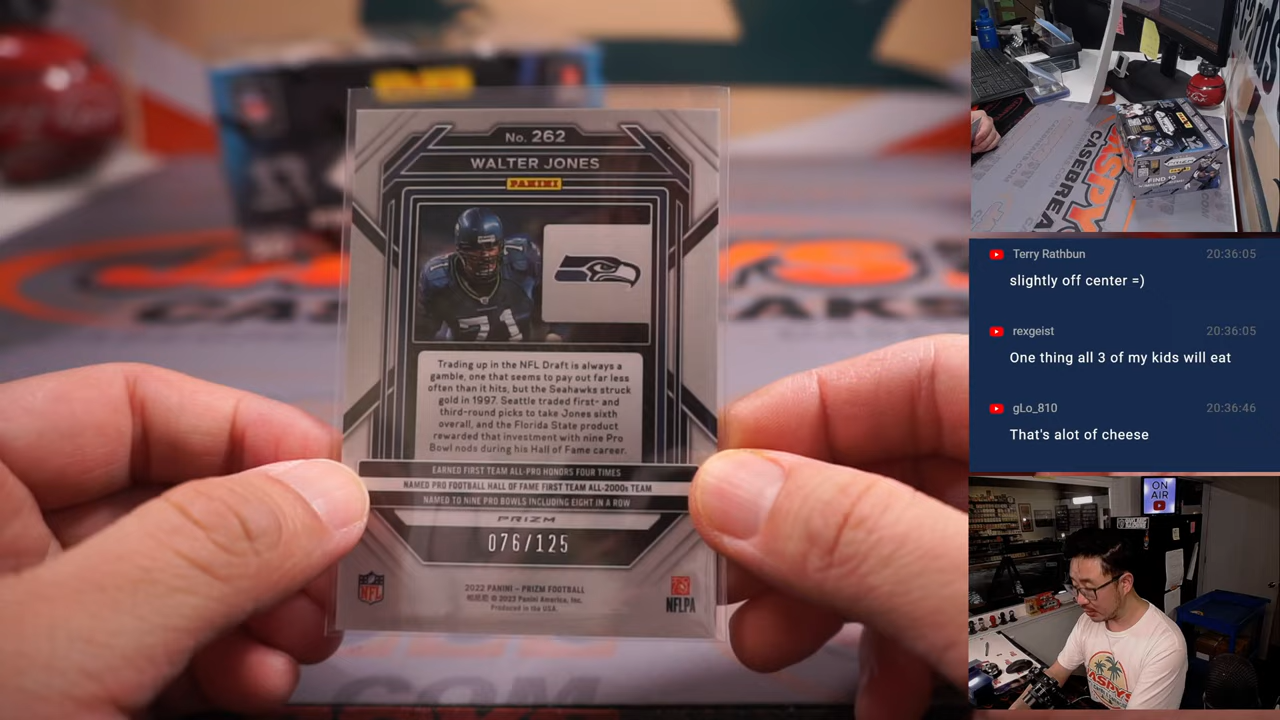 No. 262
WALTER JONES
PANINI
71
Trading up in the NFL Draft is always a
gamble, one that seems to pay out far less
often than it hits, but the Seahawks struck
gold in 1997. Seattle traded first- and
third-round picks to take Jones sixth
overall, and the Florida State product
rewarded that investment with nine Pro
Bowl nods during his Hall of Fame career.
EARNED FIRST TEAM ALL-PRO HONORS FOUR TIMES
NAMED PRO FOOTBALL HALL OF FAME FIRST TEAM ALL-2000s TEAM
NAMED TO NINE PRO BOWLS INCLUDING EIGHT IN A ROW
PRIZM
076/125
NFL
2022 PANINI – PRIZM FOOTBALL
© 2023 Panini America, Inc.
Produced in the USA.
NFLPA
Terry Rathbun 20:36:05
slightly off center =)
rexgeist 20:36:05
One thing all 3 of my kids will eat
gLo_810 20:36:46
That's alot of cheese
ON
AIR